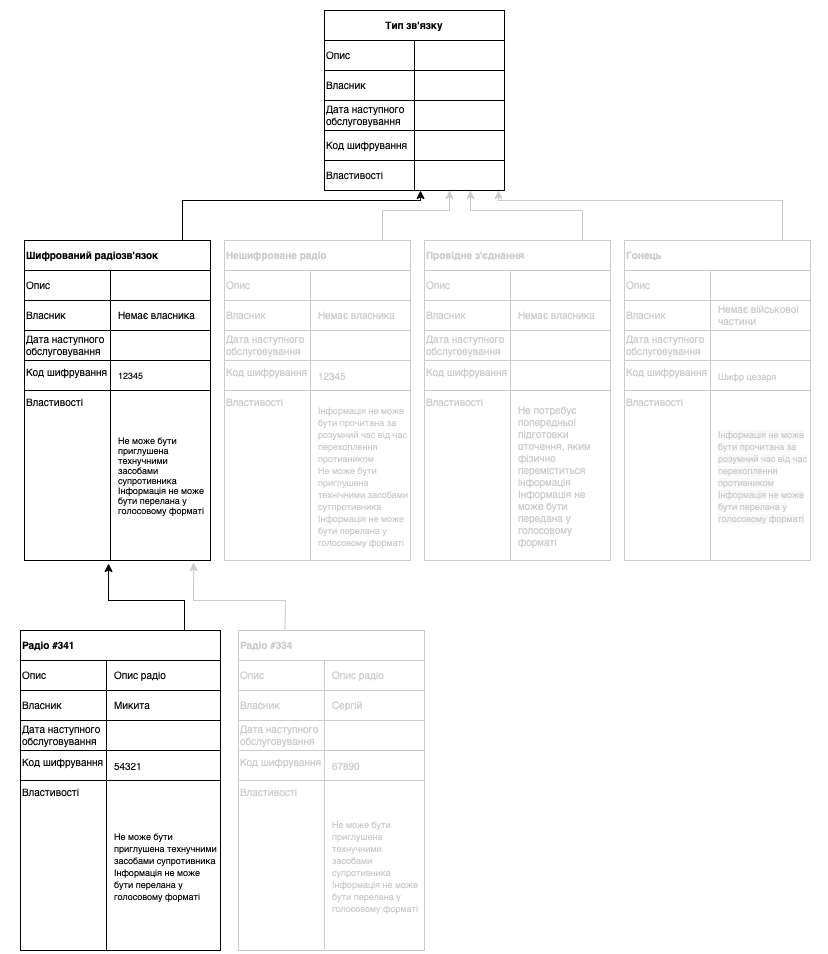 Тип зв'язку
Опис
Власник
Дата наступного
обслуговування
Код шифрування
Властивості
Шифрований радіозв'язок
Опис
Власник
Немає власника
Дата наступного
обслуговування
Код шифрування
12345
Властивості
Не може бути
приглушена
технучними
засобами
супротивника
Інформація не може
бути перелана у
голосовому форматі
Нешифроване радіо
Опис
Власник
Немає власника
Дата наступного
обслуговування
Код шифрування
12345
Властивості
Інформація не може
бути прочитана за
розумний час від час
перехоплення
противником
Не може бути
приглушена
технічними засобами
сутпротивника
Інформація не може
бути перелана у
голосовому форматі
Провідне з'єднання
Опис
Власник
Немає власника
Дата наступного
обслуговування
Код шифрування
Властивості
Не потребує
попередньої
підготовки
оточення, яким
фізично
переміститься
інформація
Інформація не
може бути
передана у
голосовому
форматі
Гонець
Опис
Власник
Немає військової
частини
Дата наступного
обслуговування
Код шифрування
Шифр цезаря
Властивості
Інформація не може
бути прочитана за
розумний час від час
перехоплення
противником
Інформація не може
бути перелана у
голосовому форматі
Радіо #341
Опис
Опис радіо
Власник
Микита
Дата наступного
обслуговування
Код шифрування
54321
Властивості
Не може бути
приглушена технучними
засобами супротивника
Інформація не може
бути перелана у
голосовому форматі
Радіо #334
Опис
Опис радіо
Власник
Сергій
Дата наступного
обслуговування
Код шифрування
67890
Властивості
Не може бути
приглушена
технучними
засобами
супротивника
Інформація не може
бути перелана у
голосовому форматі